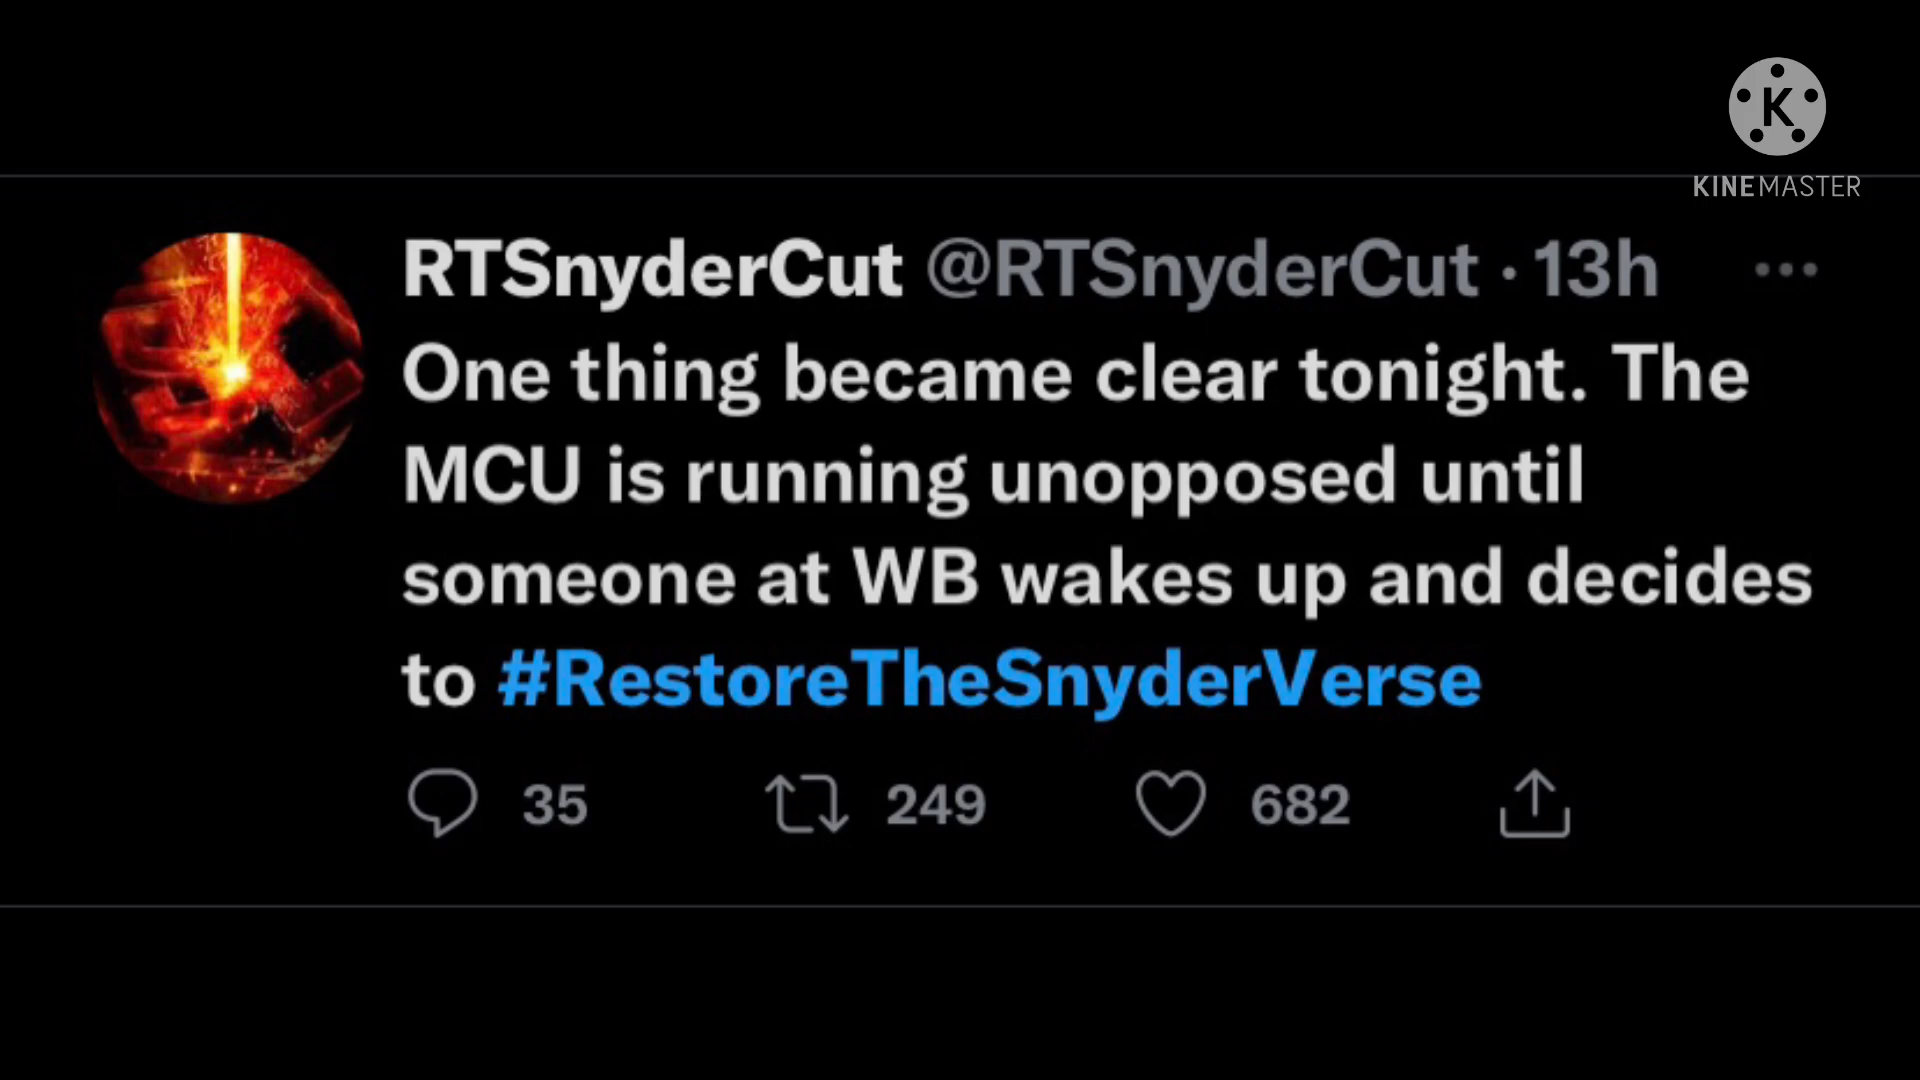 K
KINEMASTER
RTSnyderCut @RTSnyderCut · 13h
One thing became clear tonight. The
MCU is running unopposed until
someone at WB wakes up and decides
to #RestoreTheSnyderVerse
35 249 682